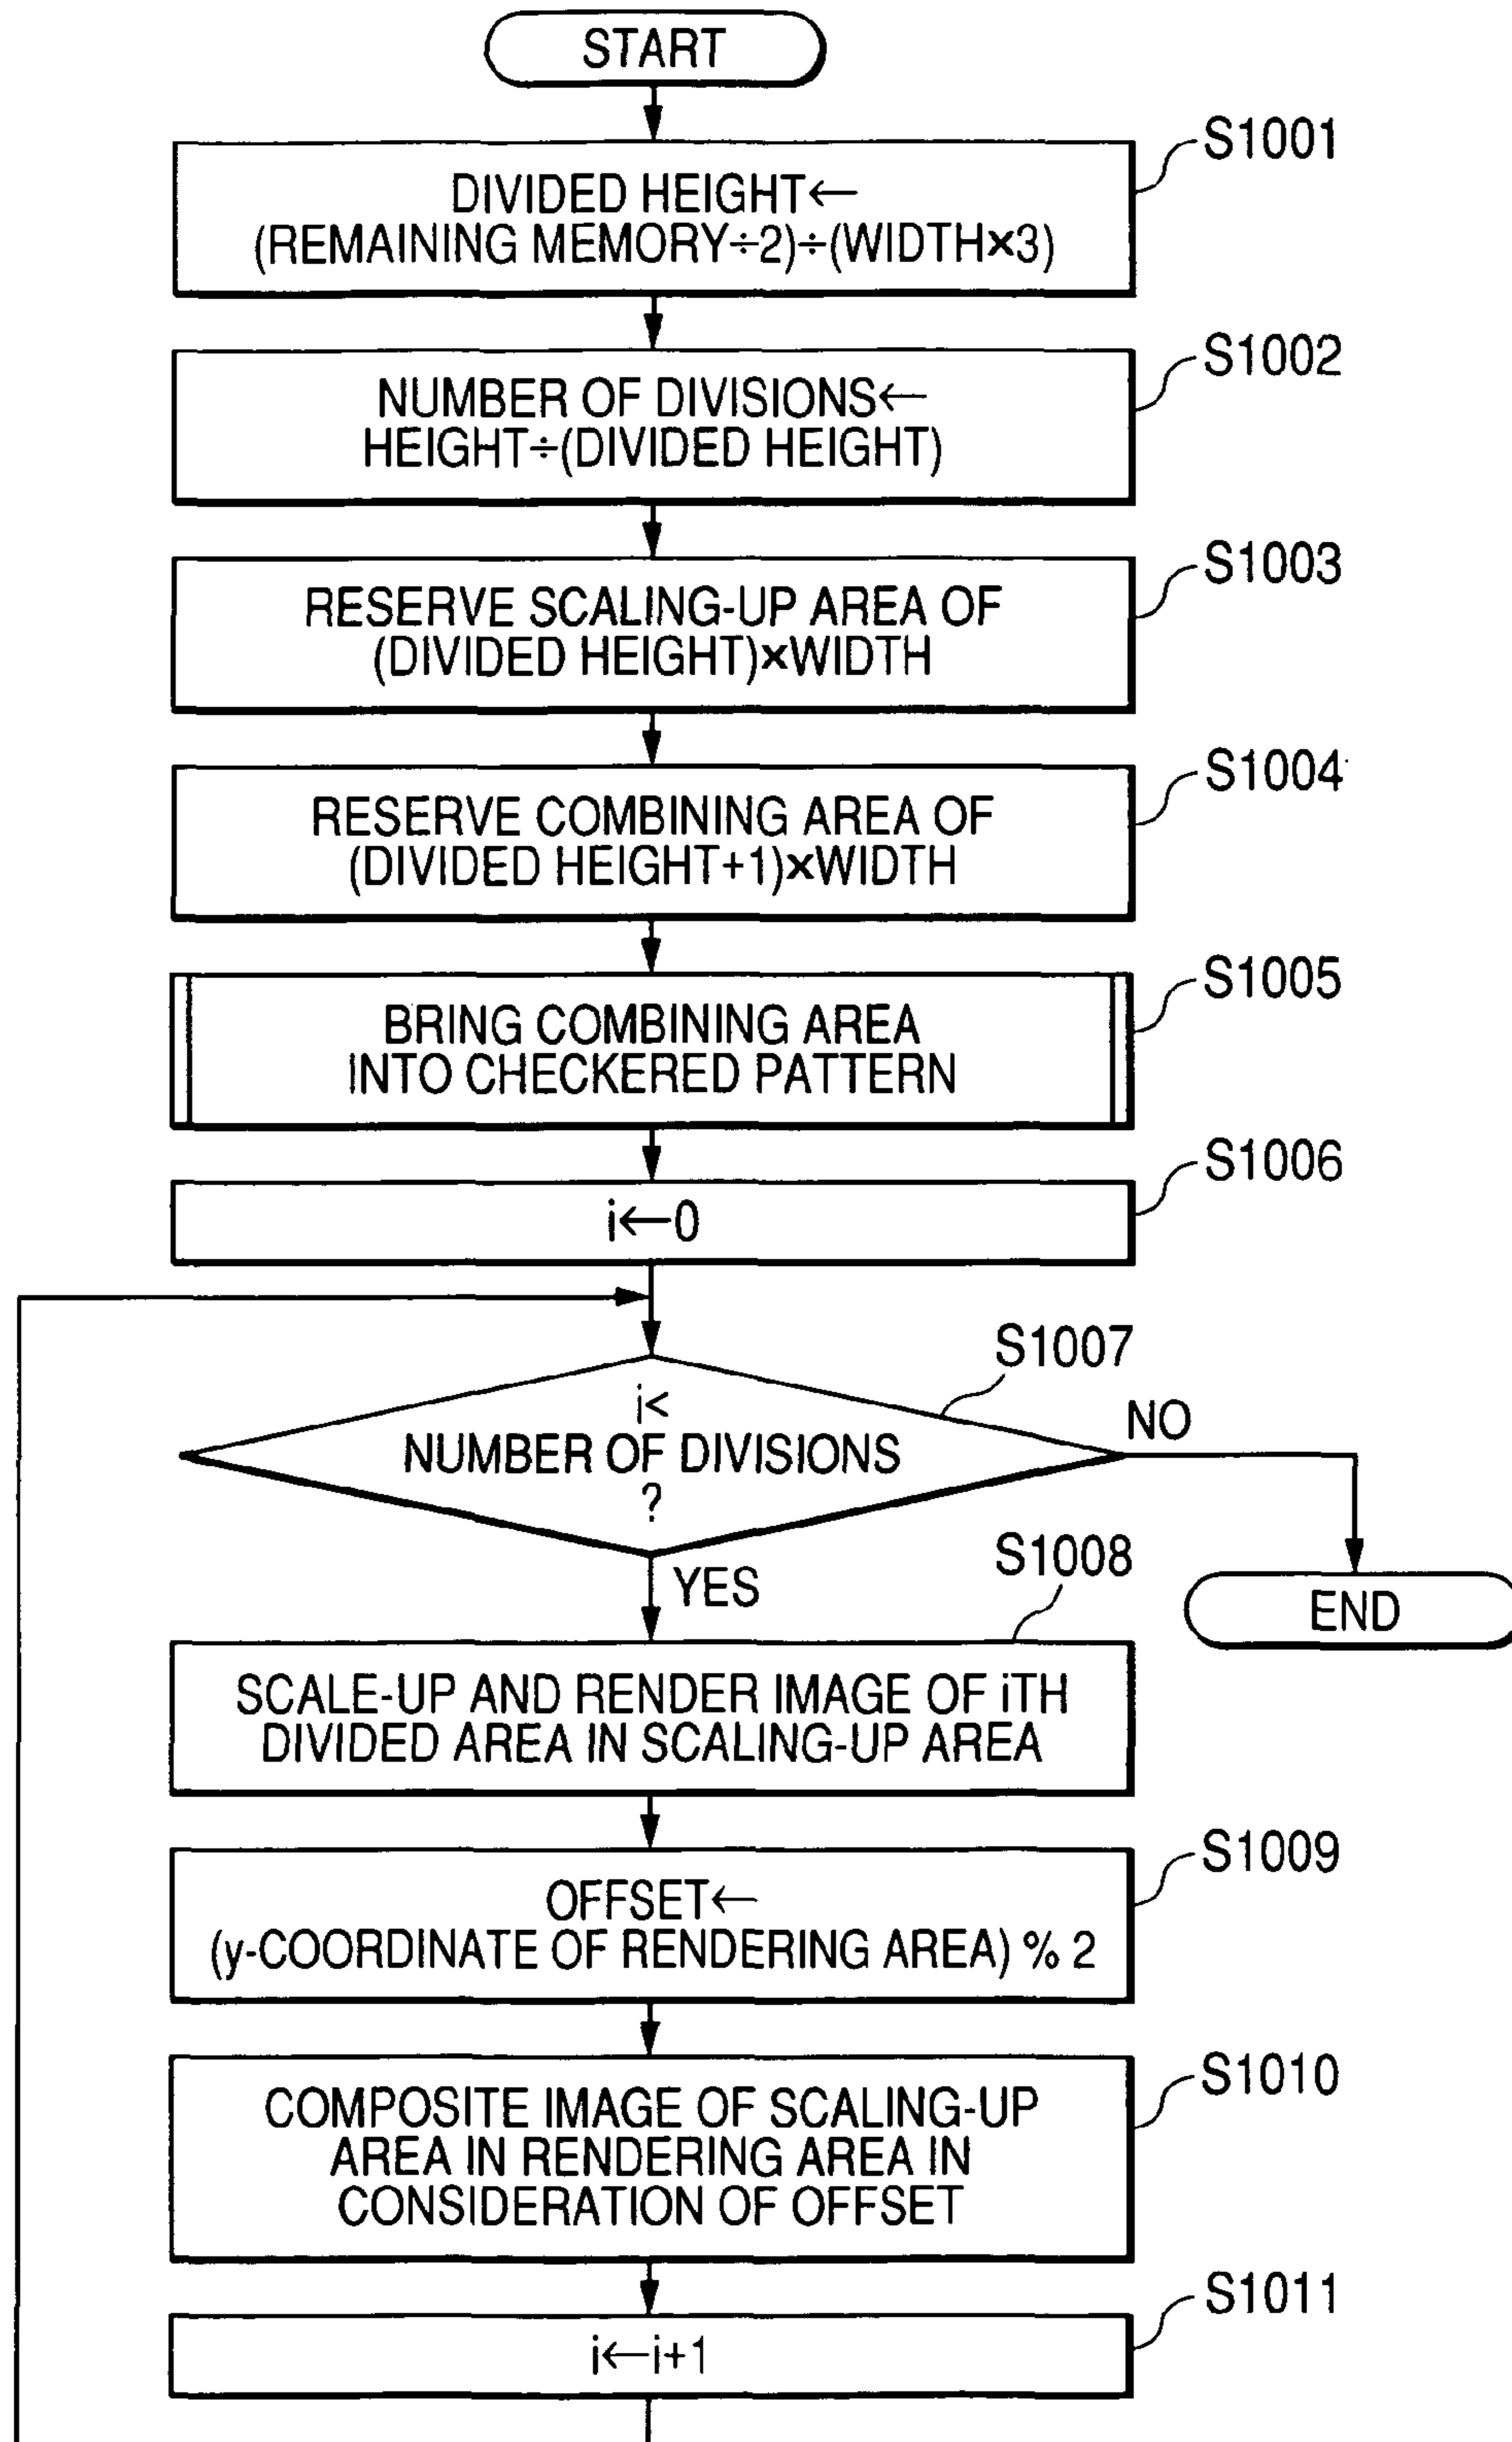 START
S1001
DIVIDED HEIGHT←
(REMAINING MEMORY÷2)÷(WIDTH×3)
S1002
NUMBER OF DIVISIONS←
HEIGHT÷(DIVIDED HEIGHT)
S1003
RESERVE SCALING-UP AREA OF
(DIVIDED HEIGHT)×WIDTH
S1004
RESERVE COMBINING AREA OF
(DIVIDED HEIGHT+1)×WIDTH
S1005
BRING COMBINING AREA
INTO CHECKERED PATTERN
S1006
i←0
S1007
i<
NUMBER OF DIVISIONS
?
NO
YES
END
S1008
SCALE-UP AND RENDER IMAGE OF iTH
DIVIDED AREA IN SCALING-UP AREA
S1009
OFFSET←
(y-COORDINATE OF RENDERING AREA) % 2
S1010
COMPOSITE IMAGE OF SCALING-UP
AREA IN RENDERING AREA IN
CONSIDERATION OF OFFSET
S1011
i←i+1